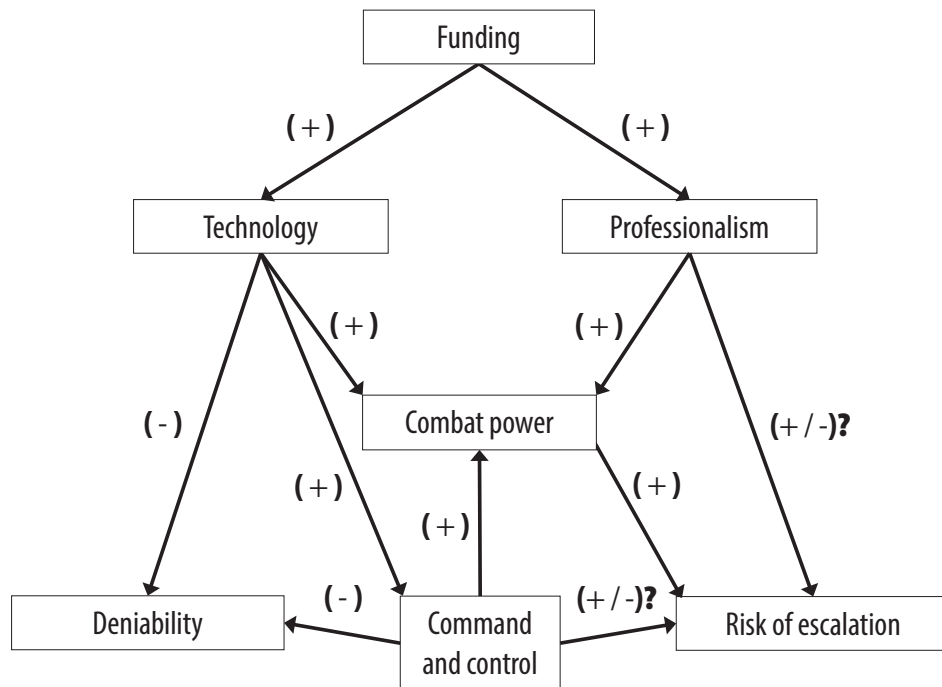 Funding
(+)
(+)
Technology
Professionalism
(+)
(+)
Combat power
(-)
(+/-)?
(+)
(+)
(+)
(-)
(+/-)?
Deniability
Command
and control
Risk of escalation